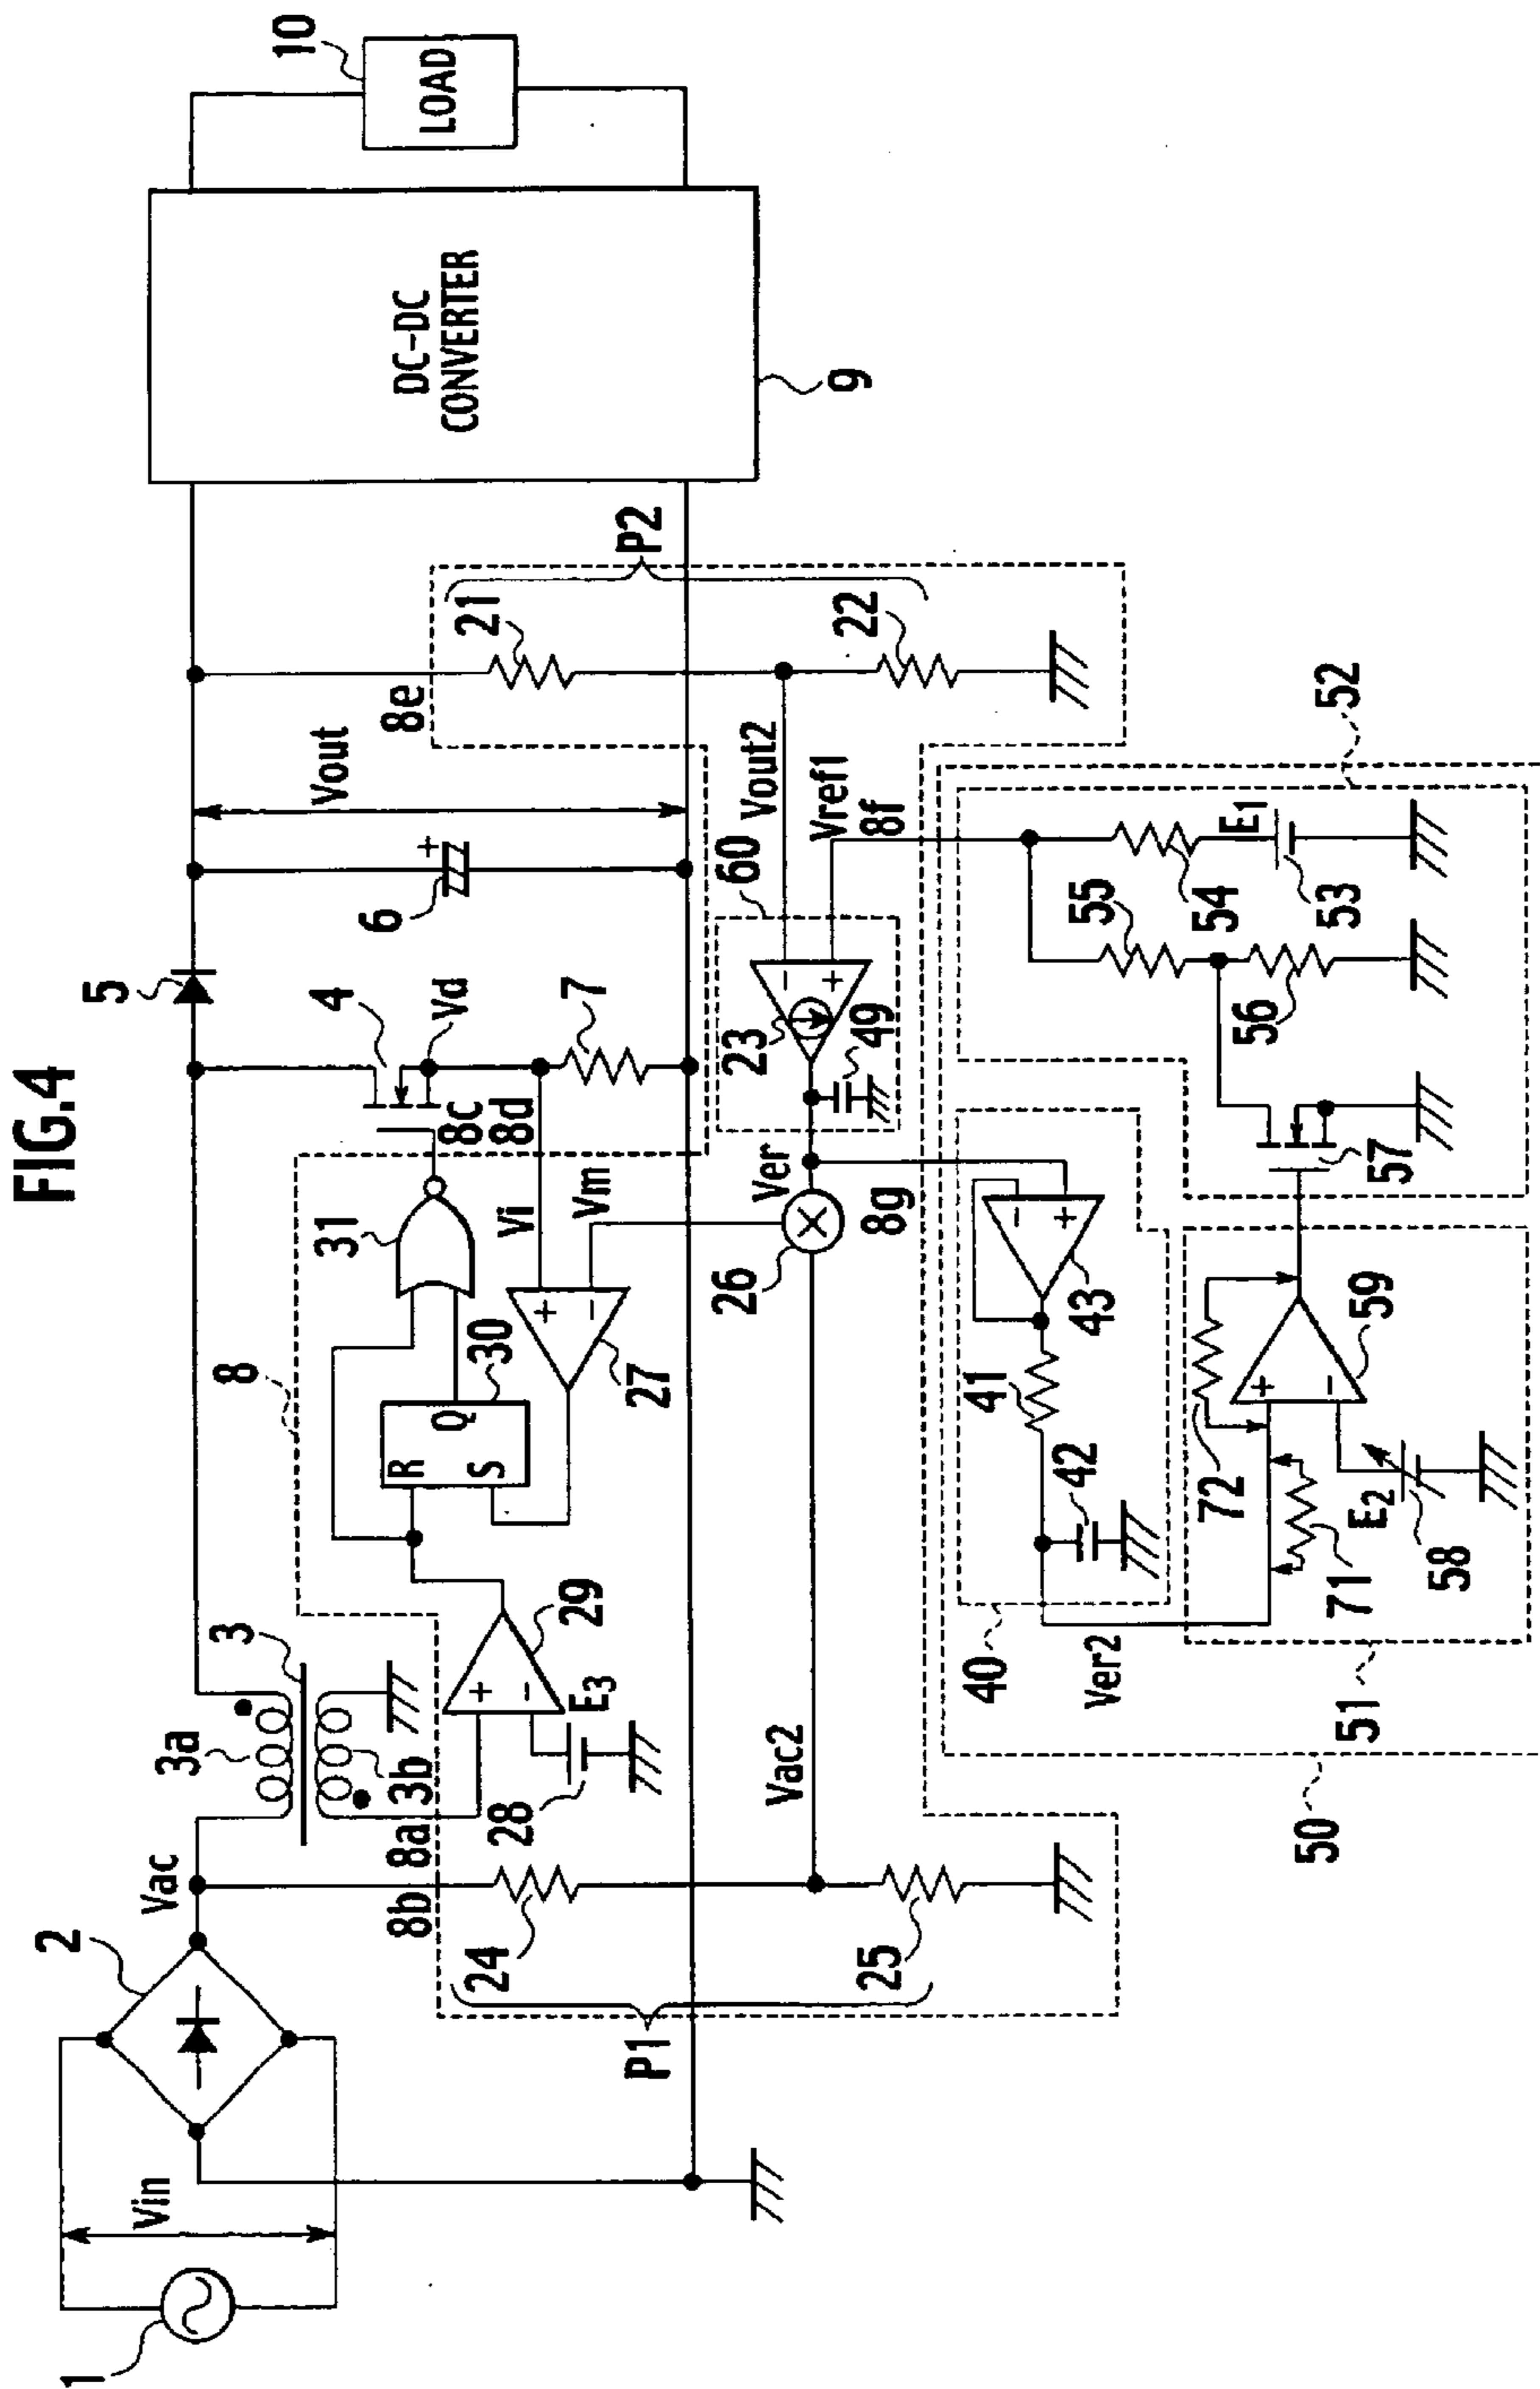 FIG.4
1
Vin
2
Vac
3a
3
3b
8a
8b
8
5
4
Vd
7
6
+
Vout
8e
21
P2
22
DC-DC
CONVERTER
9
10
LOAD
24
25
P1
28
E3
+
-
29
R
S
Q
30
31
8c
8d
Vi
Vm
+
-
27
Vac2
26
Ver
8g
23
-
+
49
60
Vout2
Vref1
8f
40
41
42
43
-
+
Ver2
50
51
71
72
E2
58
+
-
59
57
56
55
54
E1
53
52